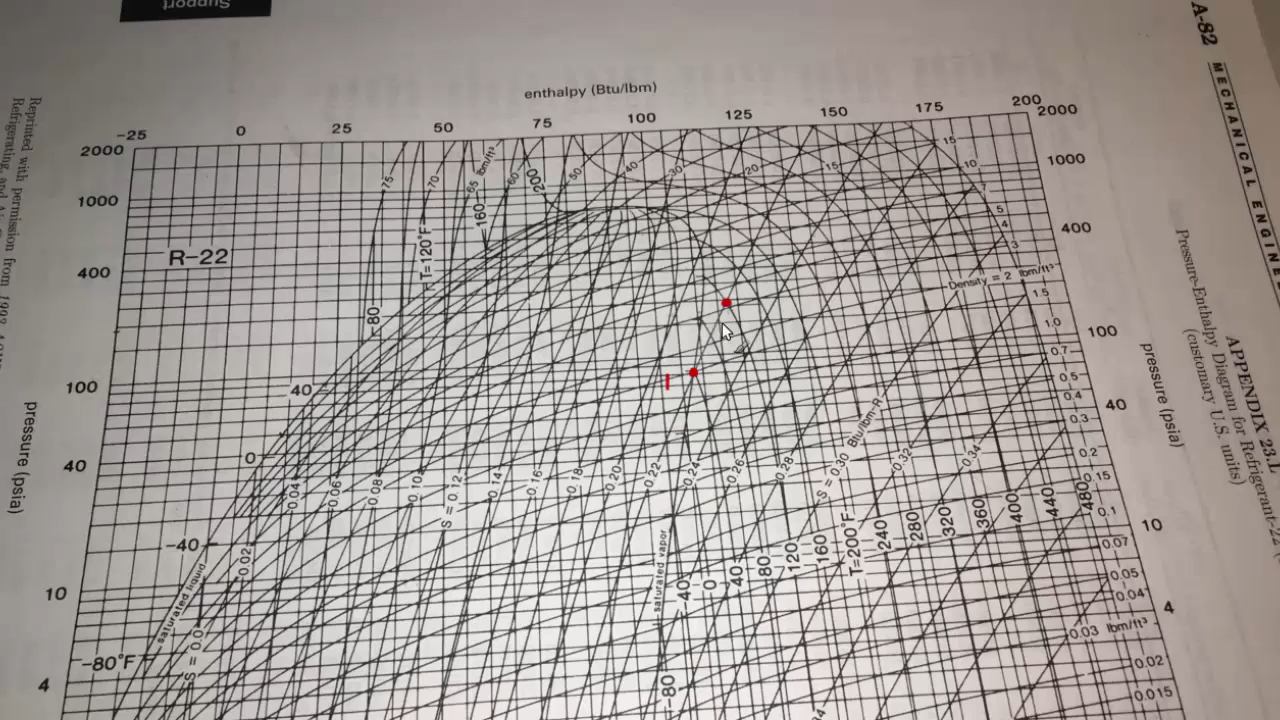 Support
A-82 MECHANICAL ENGINE
APPENDIX 23.L
Pressure-Enthalpy Diagram for Refrigerant-22
(customary U.S. units)
enthalpy (Btu/lbm)
-25 0 25 50 75 100 125 150 175 200
2000
1000
400
100
40
10
4
pressure (psia)
2000
1000
400
100
40
10
4
pressure (psia)
R-22
75 70 65 lbm/ft³ 60 50 40 30 20 15
15
10
7
5
4
3
Density = 2 lbm/ft³
1.5
1.0
0.7
0.5
0.4
0.3
0.2
0.15
0.1
0.07
0.05
0.04
0.03 lbm/ft³
0.02
0.015
T=120°F 160 200
80
40
0
-40
-80°F
saturated liquid
saturated vapor
0.02
0.04 0.06 0.08 0.10 S = 0.12 0.14 0.16 0.18 0.20 0.22 0.24 0.26 0.28 S = 0.30 Btu/lbm·R 0.32 0.34
-40 0 40 80 120 160 T=200°F 240 280 320 360 400 440 480
Reprinted with permission from